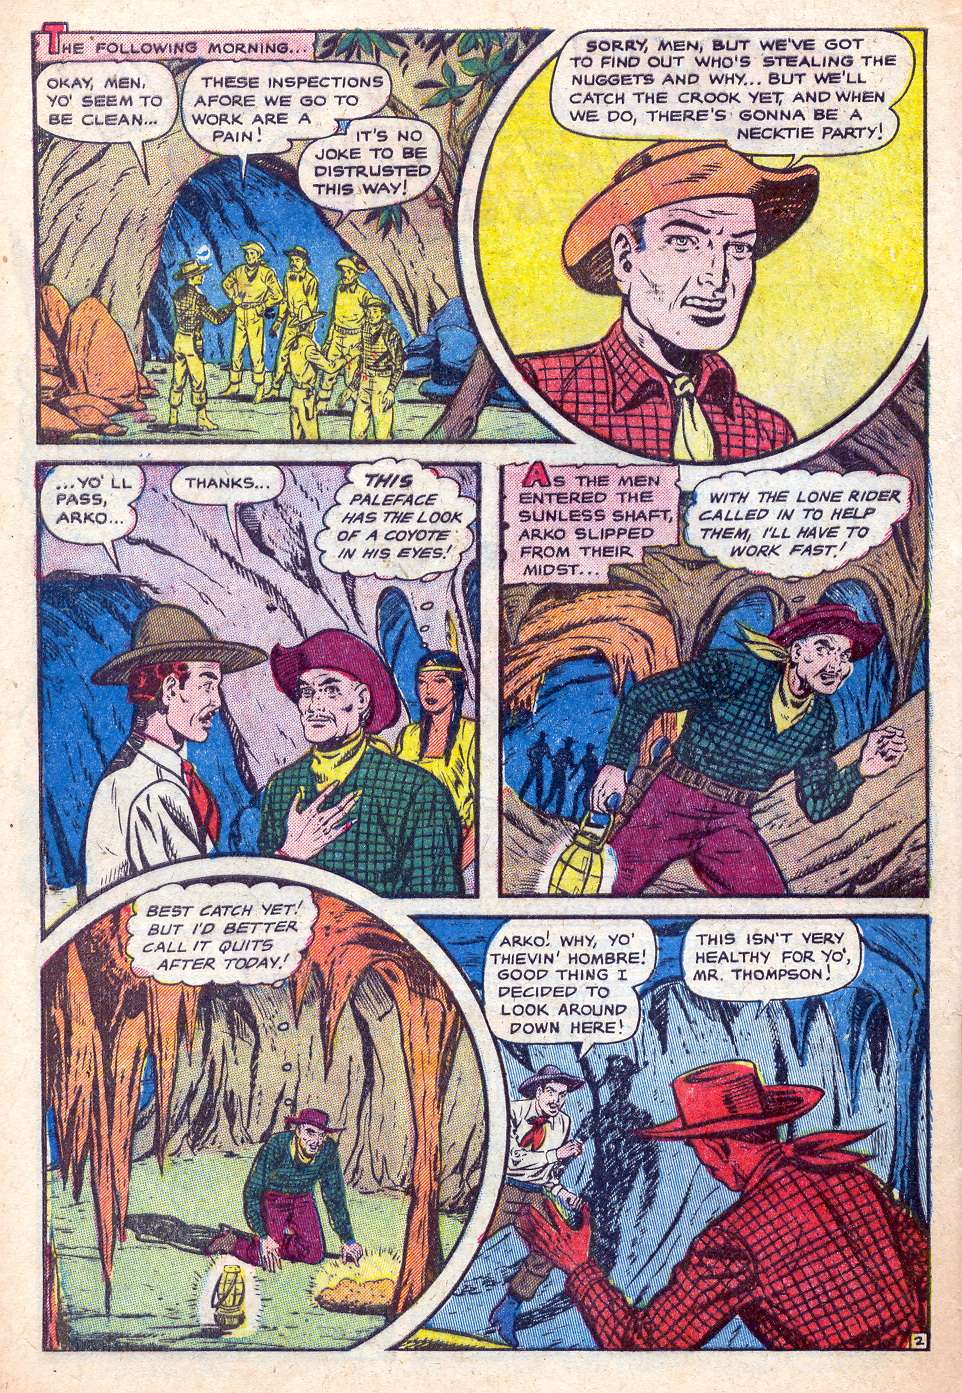 THE FOLLOWING MORNING...
OKAY, MEN,
YO' SEEM TO
BE CLEAN...
THESE INSPECTIONS
AFORE WE GO TO
WORK ARE A
PAIN!
IT'S NO
JOKE TO BE
DISTRUSTED
THIS WAY!
SORRY, MEN, BUT WE'VE GOT
TO FIND OUT WHO'S STEALING THE
NUGGETS AND WHY... BUT WE'LL
CATCH THE CROOK YET, AND WHEN
WE DO, THERE'S GONNA BE A
NECKTIE PARTY!
...YO' LL
PASS,
ARKO...
THANKS...
THIS
PALEFACE
HAS THE LOOK
OF A COYOTE
IN HIS EYES!
AS THE MEN
ENTERED THE
SUNLESS SHAFT,
ARKO SLIPPED
FROM THEIR
MIDST...
WITH THE LONE RIDER
CALLED IN TO HELP
THEM, I'LL HAVE TO
WORK FAST!
BEST CATCH YET!
BUT I'D BETTER
CALL IT QUITS
AFTER TODAY!
ARKO! WHY, YO'
THIEVIN' HOMBRE!
GOOD THING I
DECIDED TO
LOOK AROUND
DOWN HERE!
THIS ISN'T VERY
HEALTHY FOR YO',
MR. THOMPSON!
2